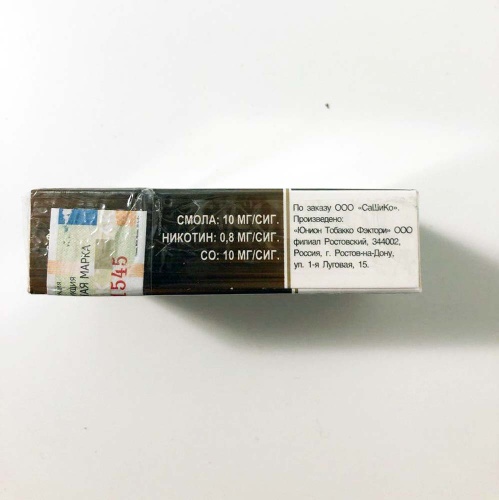 СМОЛА: 10 МГ/СИГ.
НИКОТИН: 0,8 МГ/СИГ.
СО: 10 МГ/СИГ.
По заказу ООО «СаШиКо».
Произведено:
«Юнион Тобакко Фэктори» ООО
филиал Ростовский, 344002,
Россия, г. Ростов-на-Дону,
ул. 1-я Луговая, 15.
АЯ МАРКА
1545